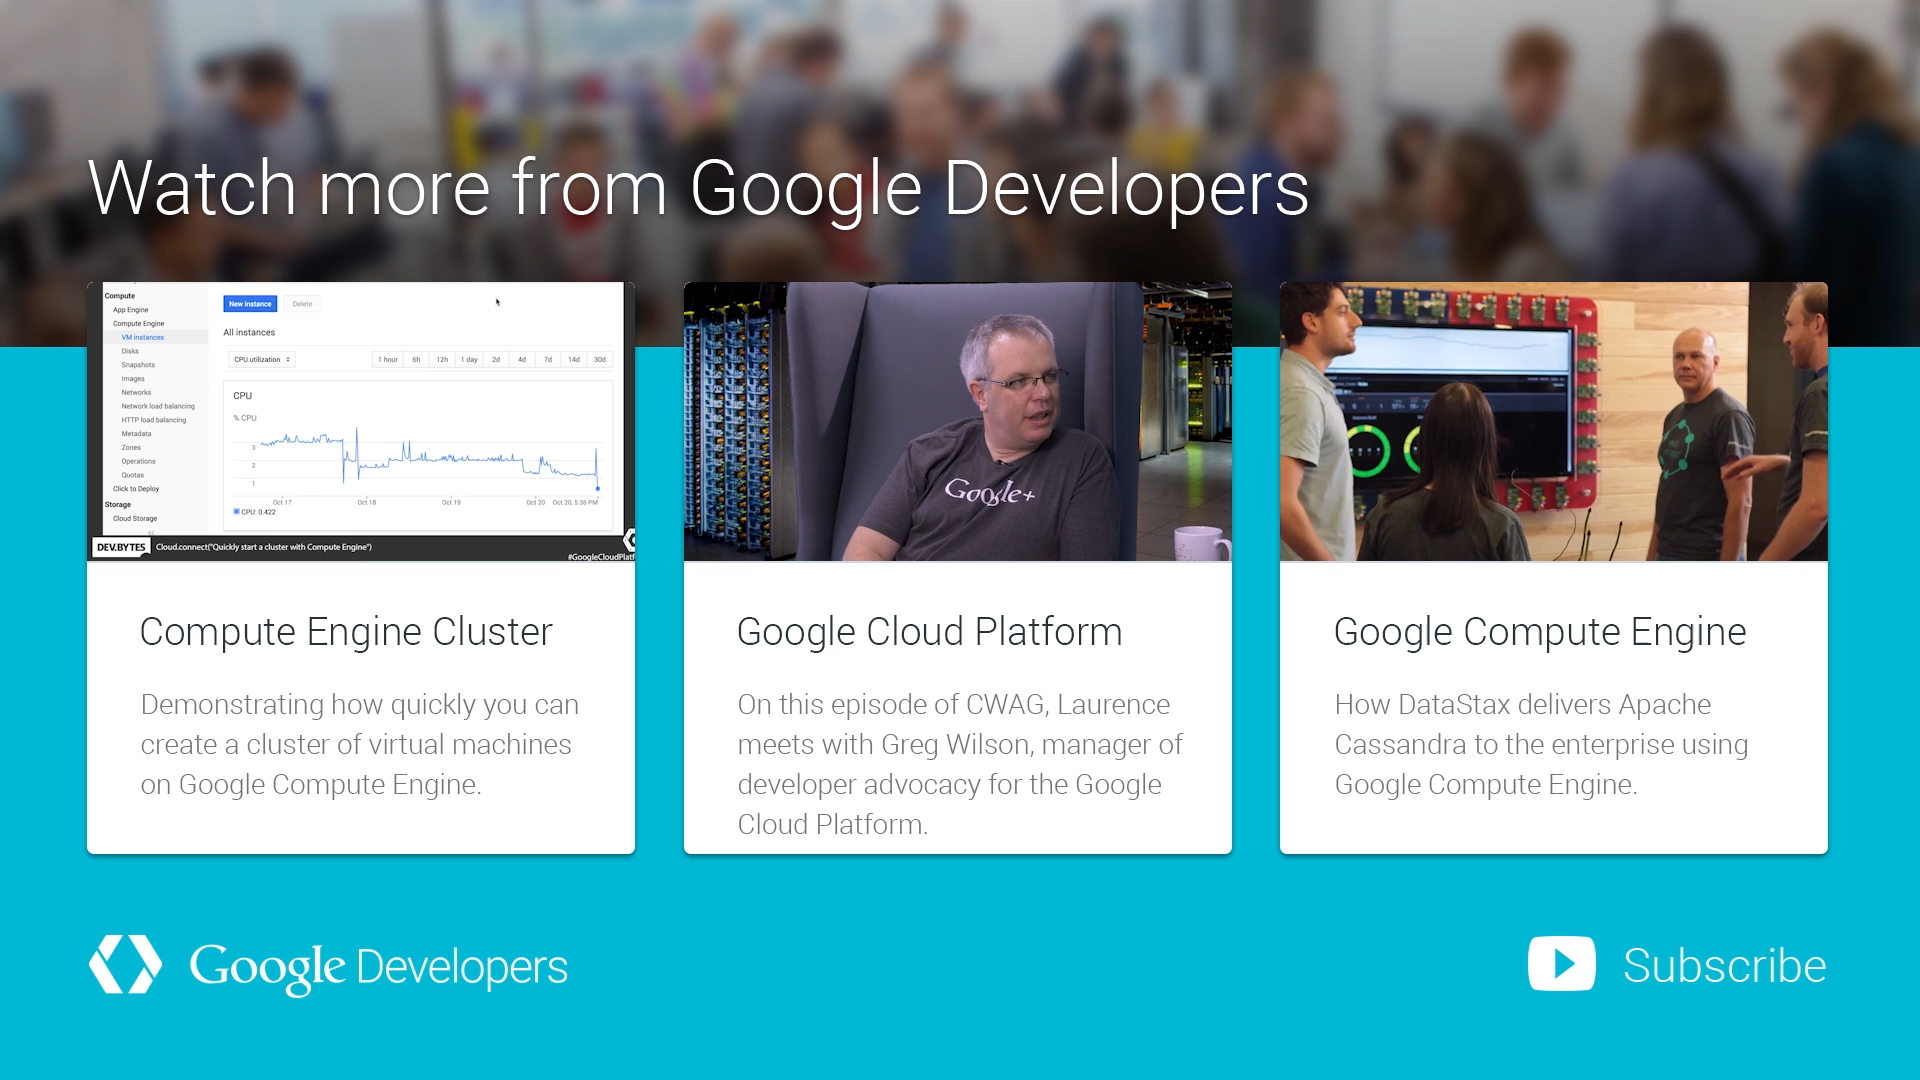 Watch more from Google Developers
Compute
App Engine
Compute Engine
VM instances
Disks
Snapshots
Images
Networks
Network load balancing
HTTP load balancing
Metadata
Zones
Operations
Quotas
Click to Deploy
Storage
Cloud Storage
New instance Delete
All instances
CPU utilization 1 hour 6h 12h 1 day 2d 4d 7d 14d 30d
CPU
% CPU
3
2
1
Oct 17 Oct 18 Oct 19 Oct 20 Oct 20, 5:36 PM
CPU: 0.422
DEV.BYTES Cloud.connect("Quickly start a cluster with Compute Engine")
#GoogleCloudPlatf
Google+
Compute Engine Cluster
Demonstrating how quickly you can
create a cluster of virtual machines
on Google Compute Engine.
Google Cloud Platform
On this episode of CWAG, Laurence
meets with Greg Wilson, manager of
developer advocacy for the Google
Cloud Platform.
Google Compute Engine
How DataStax delivers Apache
Cassandra to the enterprise using
Google Compute Engine.
Google Developers
Subscribe